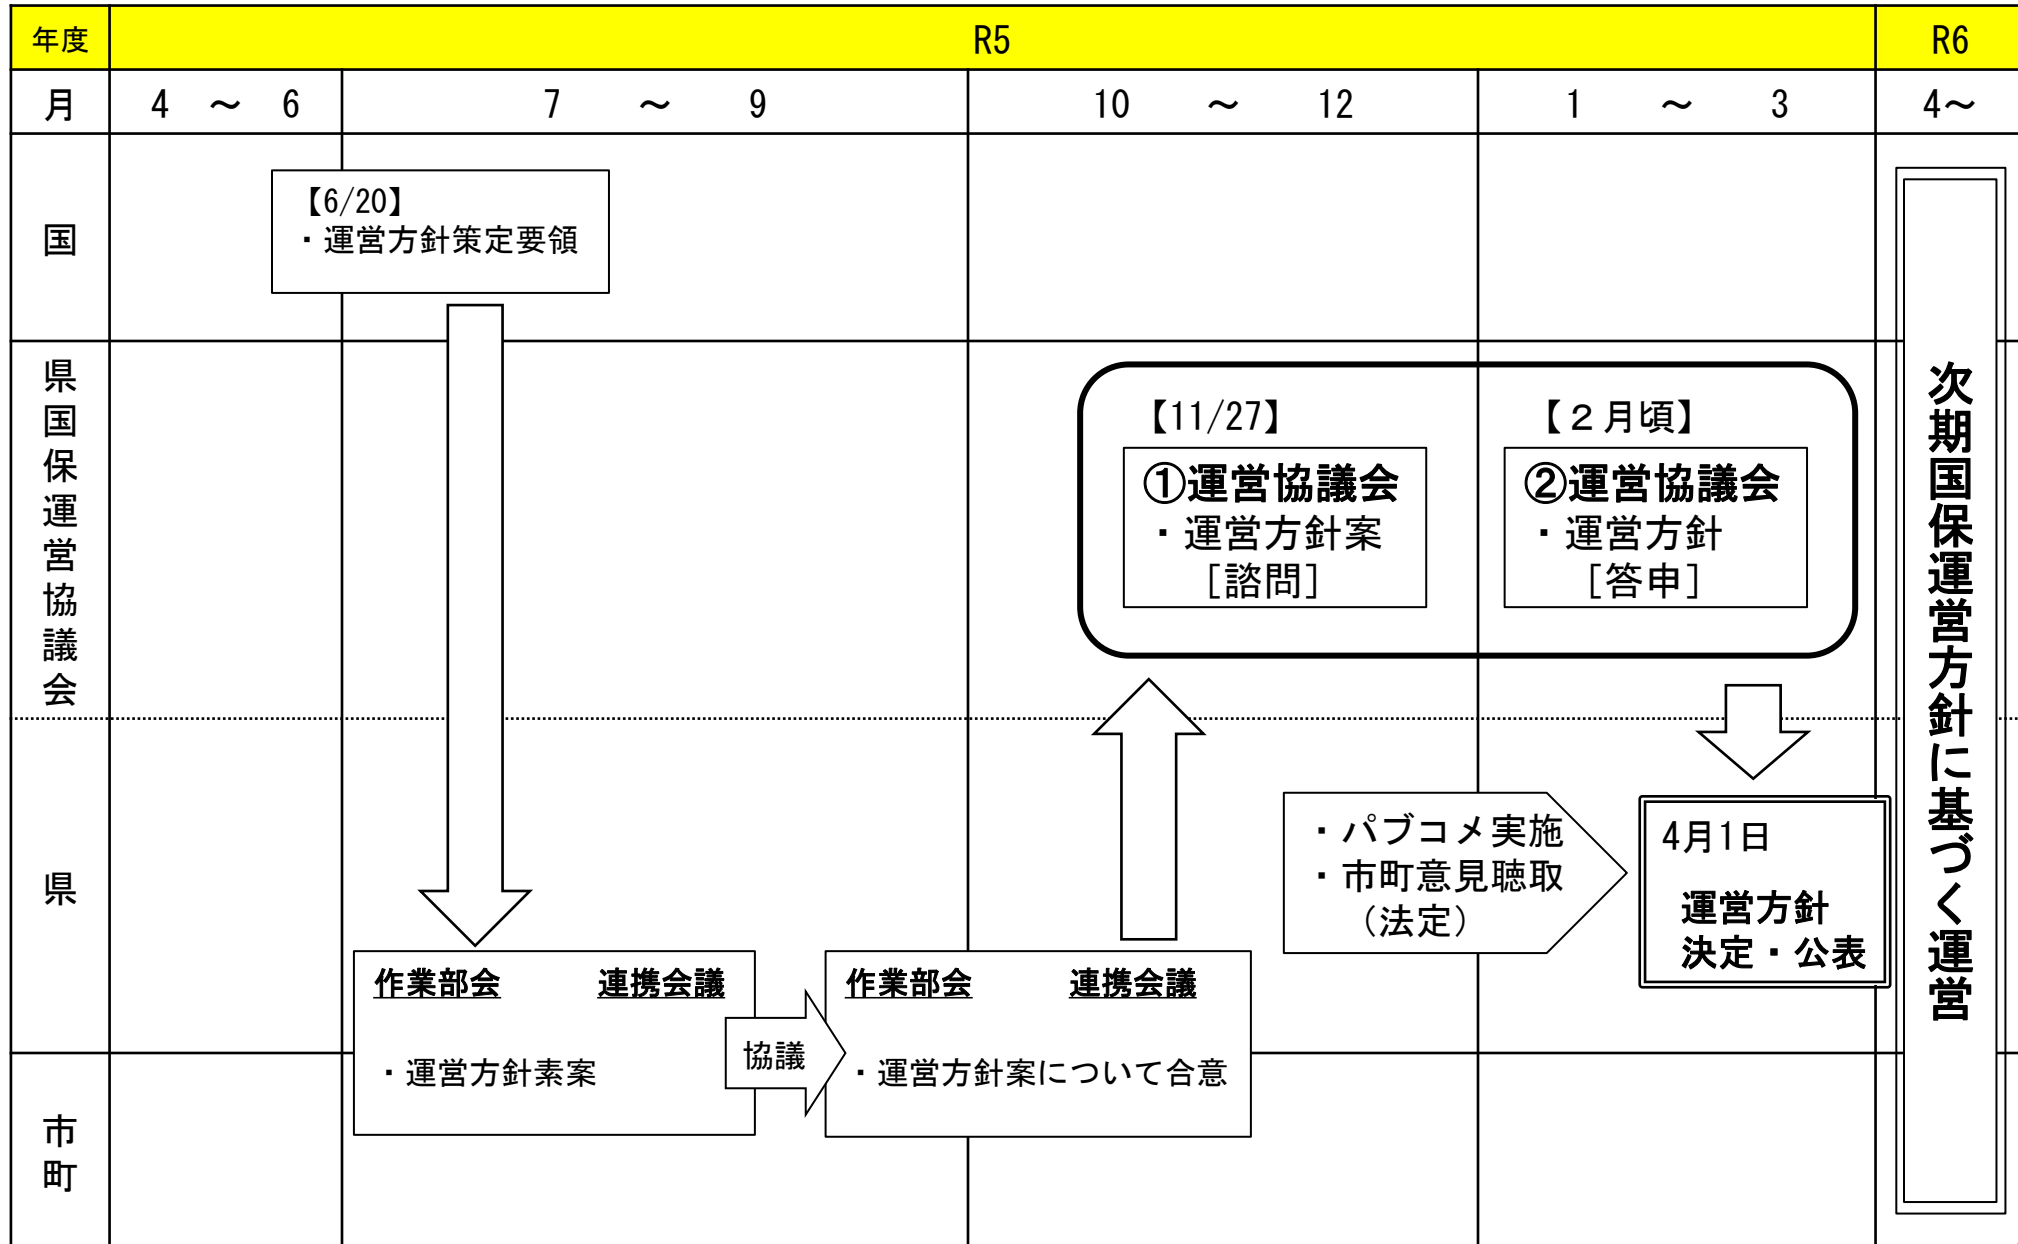 年度 R5 R6
月 4 ～ 6 7 ～ 9 10 ～ 12 1 ～ 3 4～
国
【6/20】
・運営方針策定要領
県国保運営協議会
【11/27】
①運営協議会
・運営方針案
［諮問］
【２月頃】
②運営協議会
・運営方針
［答申］
県
・パブコメ実施
・市町意見聴取
（法定）
4月1日
運営方針
決定・公表
作業部会 連携会議
・運営方針素案
協議
作業部会 連携会議
・運営方針案について合意
市町
次期国保運営方針に基づく運営